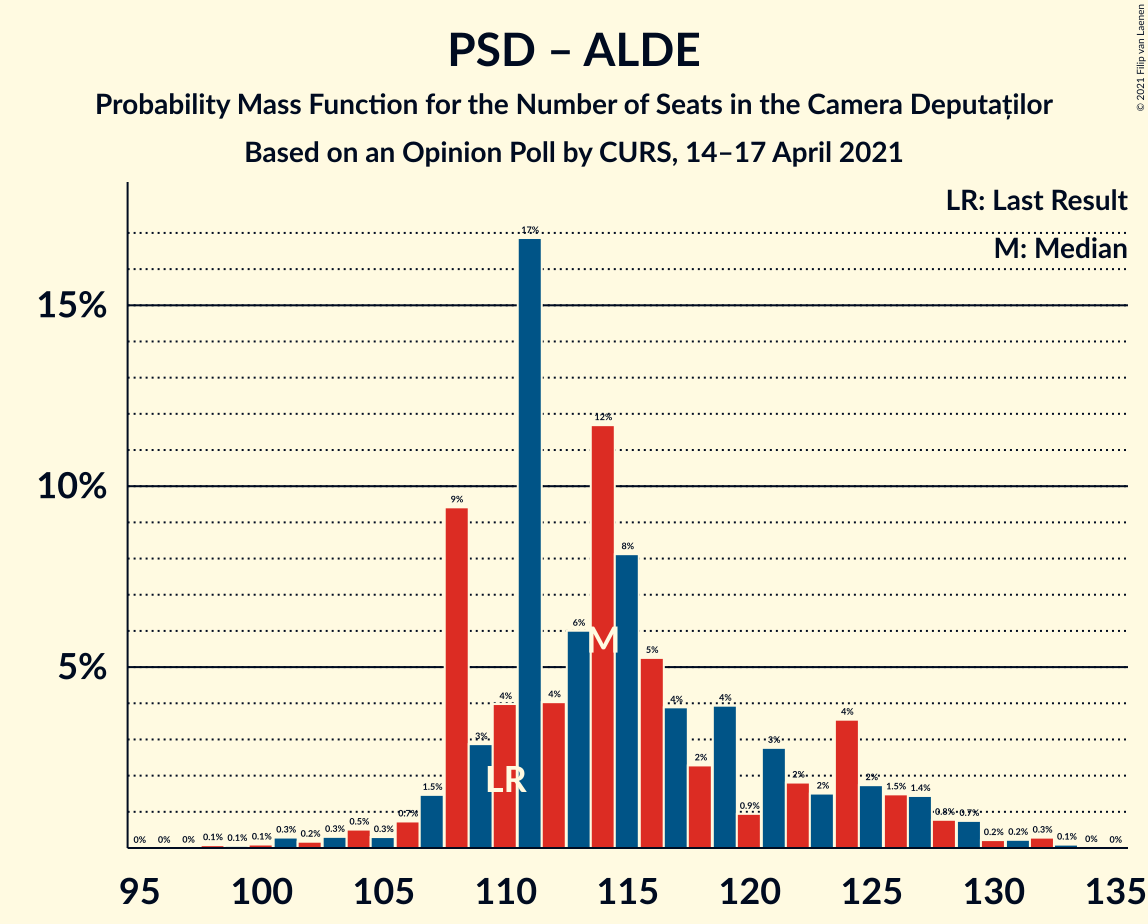 PSD – ALDE
Probability Mass Function for the Number of Seats in the Camera Deputaților
Based on an Opinion Poll by CURS, 14–17 April 2021
© 2021 Filip van Laenen
LR: Last Result
M: Median
15%
10%
5%
0% 0% 0% 0.1% 0.1% 0.1% 0.3% 0.2% 0.3% 0.5% 0.3% 0.7% 1.5% 9% 3% 4% 17% 4% 6% 12% 8% 5% 4% 2% 4% 0.9% 3% 2% 2% 4% 2% 1.5% 1.4% 0.8% 0.7% 0.2% 0.2% 0.3% 0.1% 0% 0%
LR
M
95 100 105 110 115 120 125 130 135